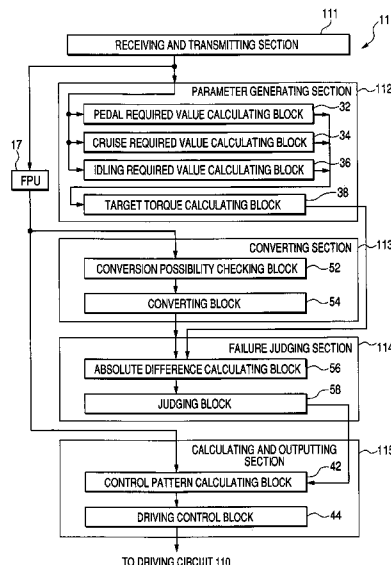 111
11
RECEIVING AND TRANSMITTING SECTION
PARAMETER GENERATING SECTION
112
32
PEDAL REQUIRED VALUE CALCULATING BLOCK
34
CRUISE REQUIRED VALUE CALCULATING BLOCK
36
IDLING REQUIRED VALUE CALCULATING BLOCK
17
FPU
38
TARGET TORQUE CALCULATING BLOCK
CONVERTING SECTION
113
CONVERSION POSSIBILITY CHECKING BLOCK
52
CONVERTING BLOCK
54
FAILURE JUDGING SECTION
114
ABSOLUTE DIFFERENCE CALCULATING BLOCK
56
58
JUDGING BLOCK
CALCULATING AND OUTPUTTING
SECTION
115
42
CONTROL PATTERN CALCULATING BLOCK
DRIVING CONTROL BLOCK
44
TO DRIVING CIRCUIT 110